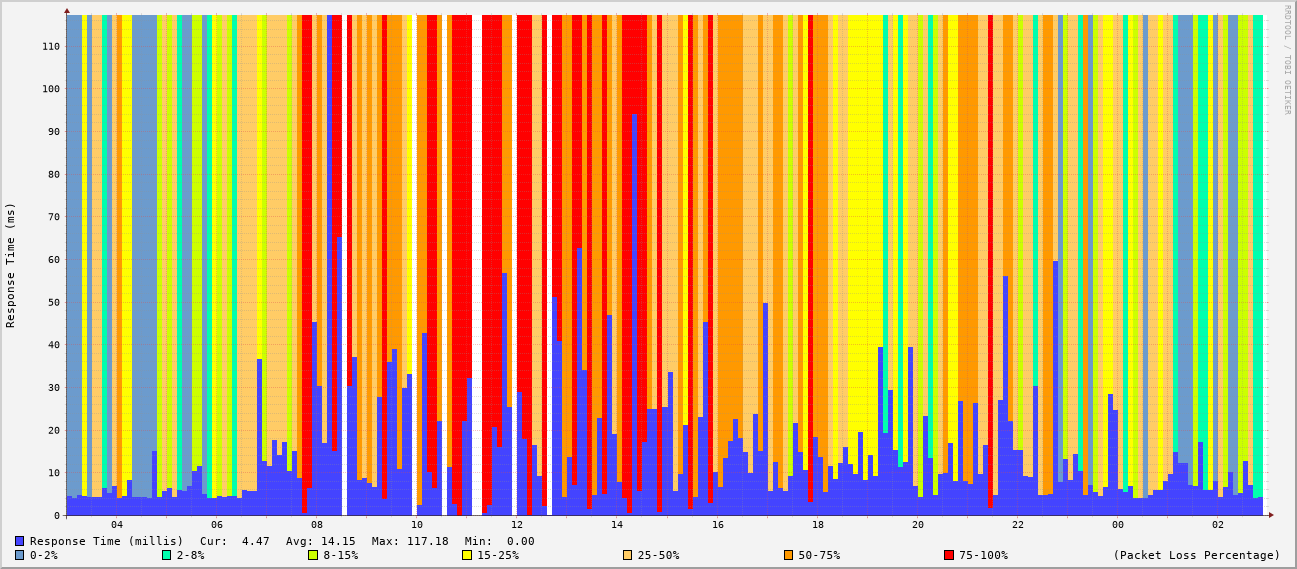 RRDTOOL / TOBI OETIKER
Response Time (ms)
110
100
90
80
70
60
50
40
30
20
10
0
04 06 08 10 12 14 16 18 20 22 00 02
Response Time (millis) Cur: 4.47 Avg: 14.15 Max: 117.18 Min: 0.00
0-2% 2-8% 8-15% 15-25% 25-50% 50-75% 75-100% (Packet Loss Percentage)